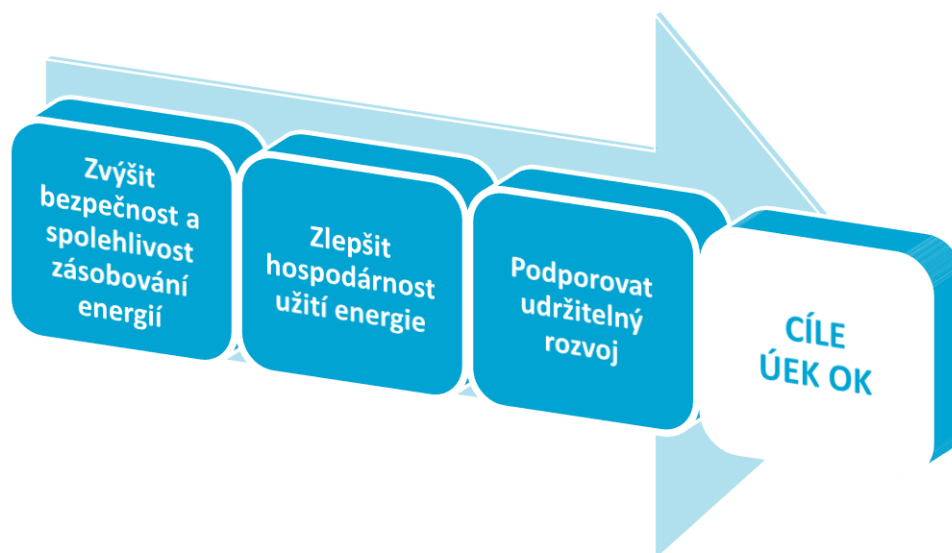 Zvýšit
bezpečnost a
spolehlivost
zásobování
energií
Zlepšit
hospodárnost
užití energie
Podporovat
udržitelný
rozvoj
CÍLE
ÚEK OK